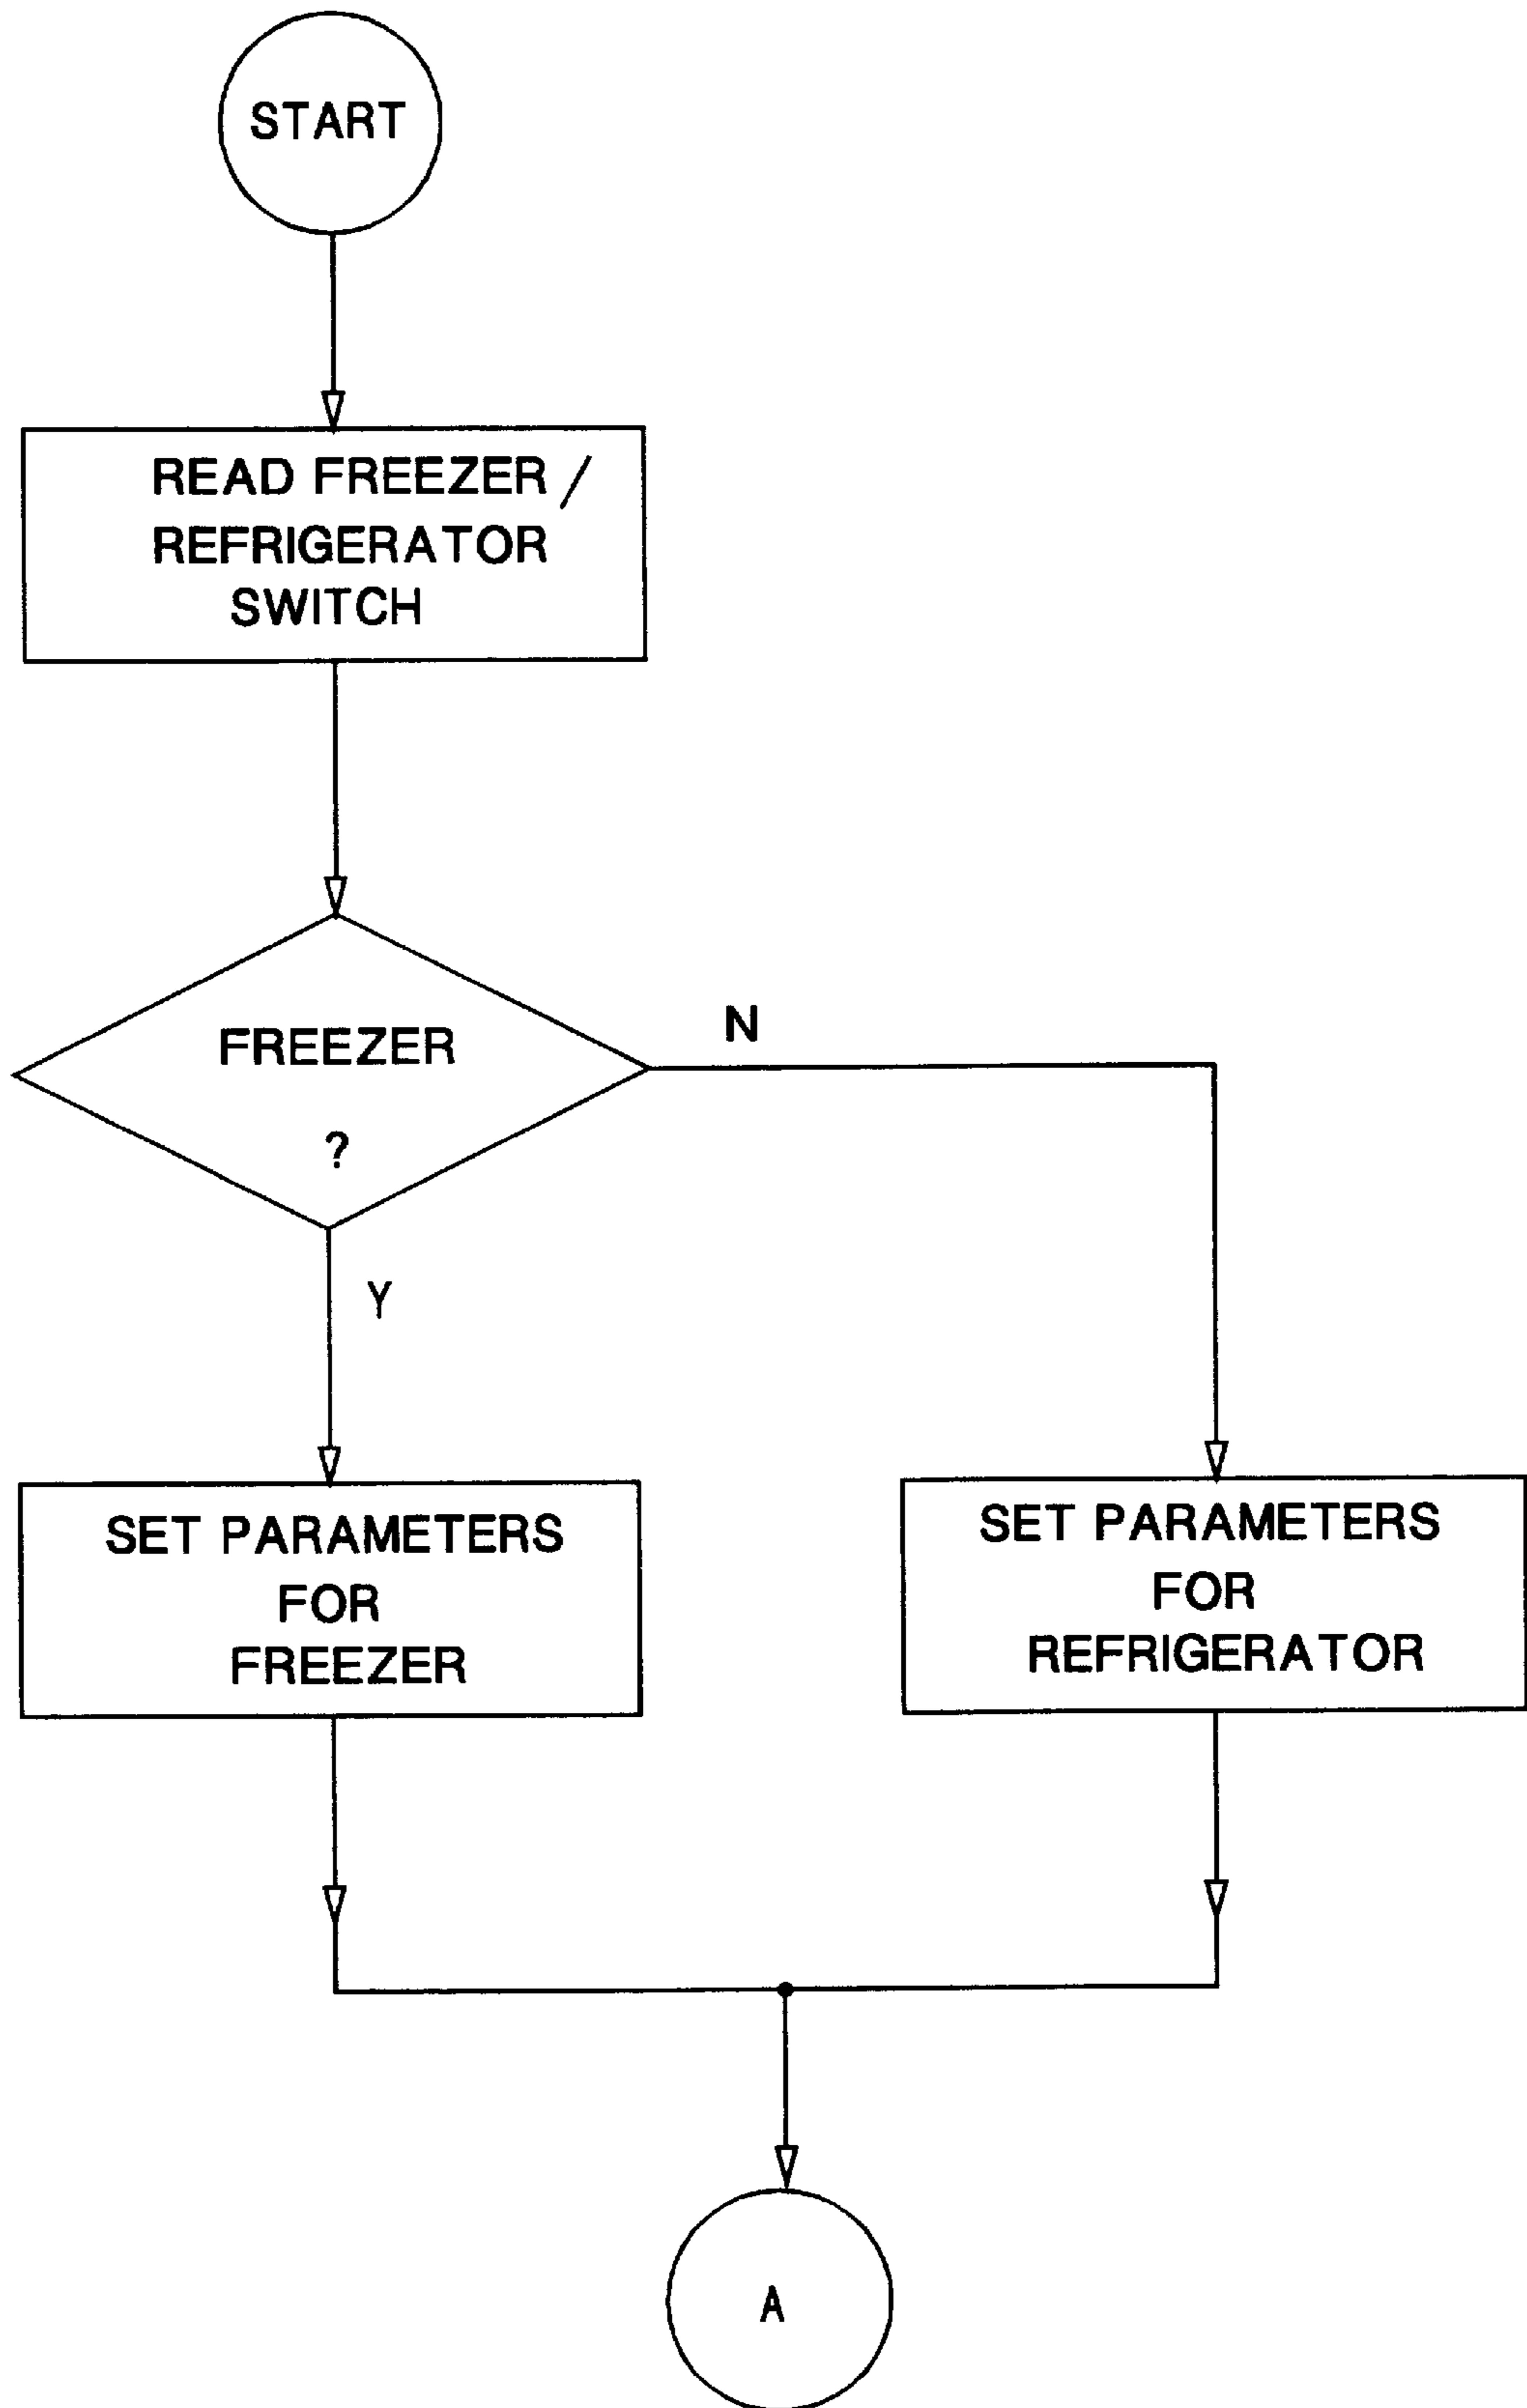 START
READ FREEZER /
REFRIGERATOR
SWITCH
FREEZER
?
N
Y
SET PARAMETERS
FOR
FREEZER
SET PARAMETERS
FOR
REFRIGERATOR
A